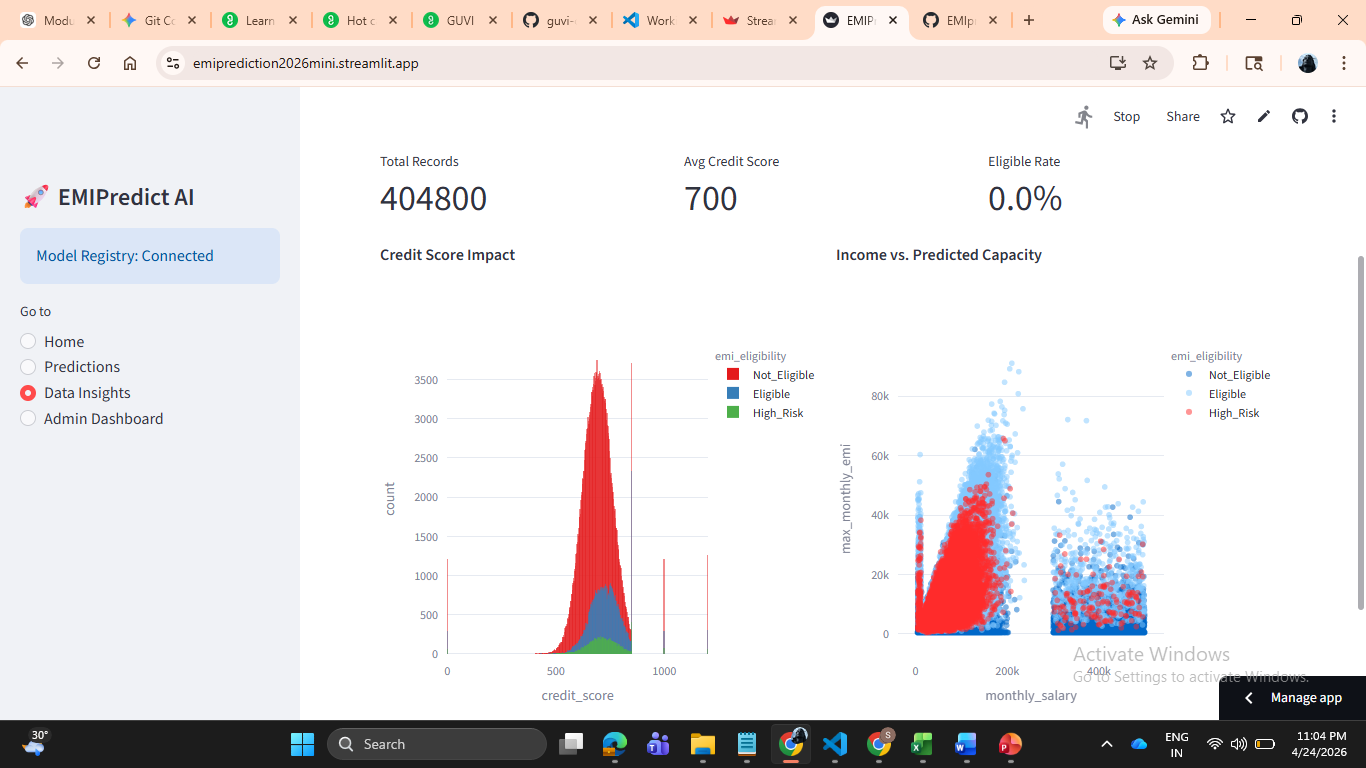 Modu
Git Co
Learn
Hot c
GUVI
guvi-
Work
Strea
EMIP
EMIp
Ask Gemini
emiprediction2026mini.streamlit.app
Stop
Share
🚀 EMIPredict AI
Model Registry: Connected
Go to
Home
Predictions
Data Insights
Admin Dashboard
Total Records
Avg Credit Score
Eligible Rate
404800
700
0.0%
Credit Score Impact
Income vs. Predicted Capacity
emi_eligibility
Not_Eligible
Eligible
High_Risk
3500
3000
2500
2000
1500
1000
500
0
count
0
500
1000
credit_score
emi_eligibility
Not_Eligible
Eligible
High_Risk
80k
60k
40k
20k
0
max_monthly_emi
0
200k
400k
monthly_salary
Activate Windows
Go to Settings to activate Windows.
Manage app
30°
Search
S
ENG
IN
11:04 PM
4/24/2026